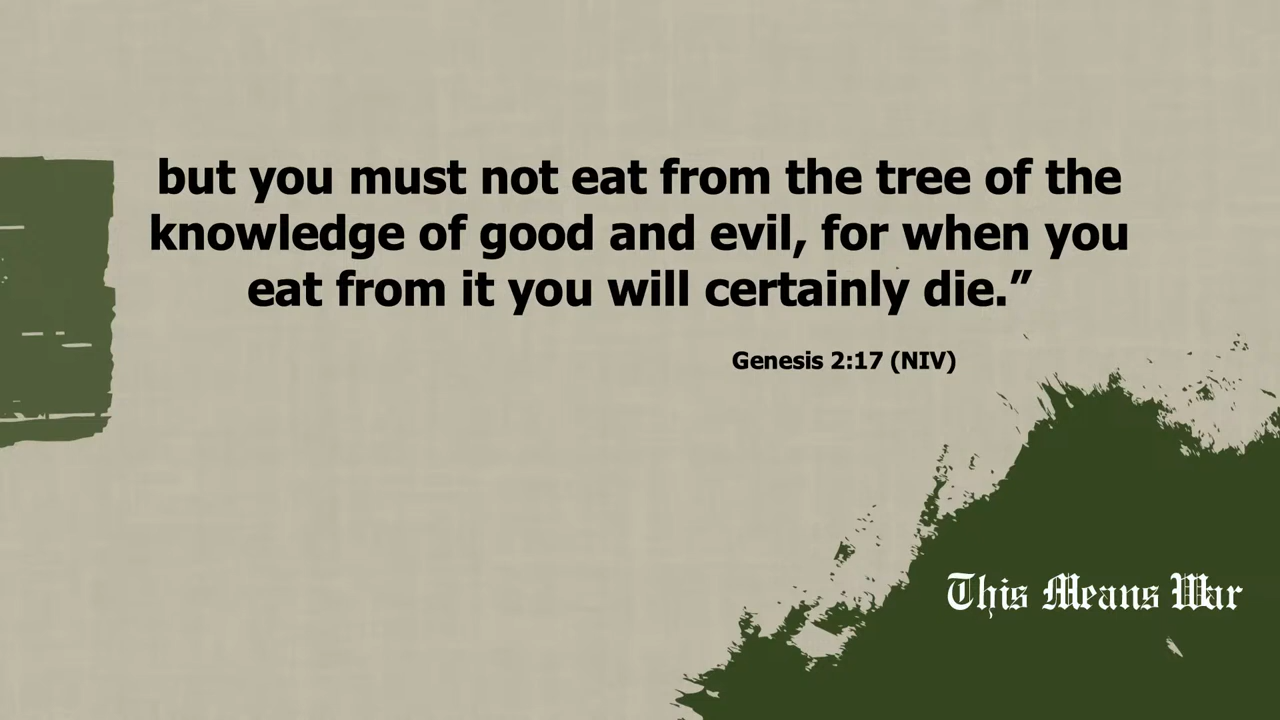 but you must not eat from the tree of the
knowledge of good and evil, for when you
eat from it you will certainly die.”
Genesis 2:17 (NIV)
This Means War